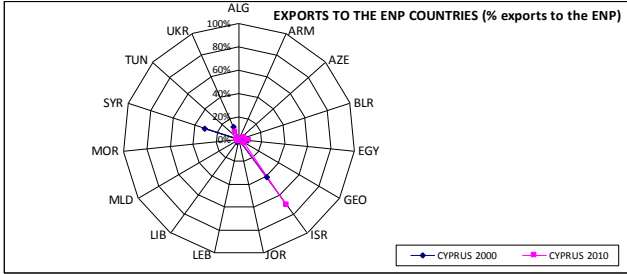 EXPORTS TO THE ENP COUNTRIES (% exports to the ENP)
ALG
ARM
AZE
BLR
EGY
GEO
ISR
JOR
LEB
LIB
MLD
MOR
SYR
TUN
UKR
100%
80%
60%
40%
20%
0%
CYPRUS 2000
CYPRUS 2010